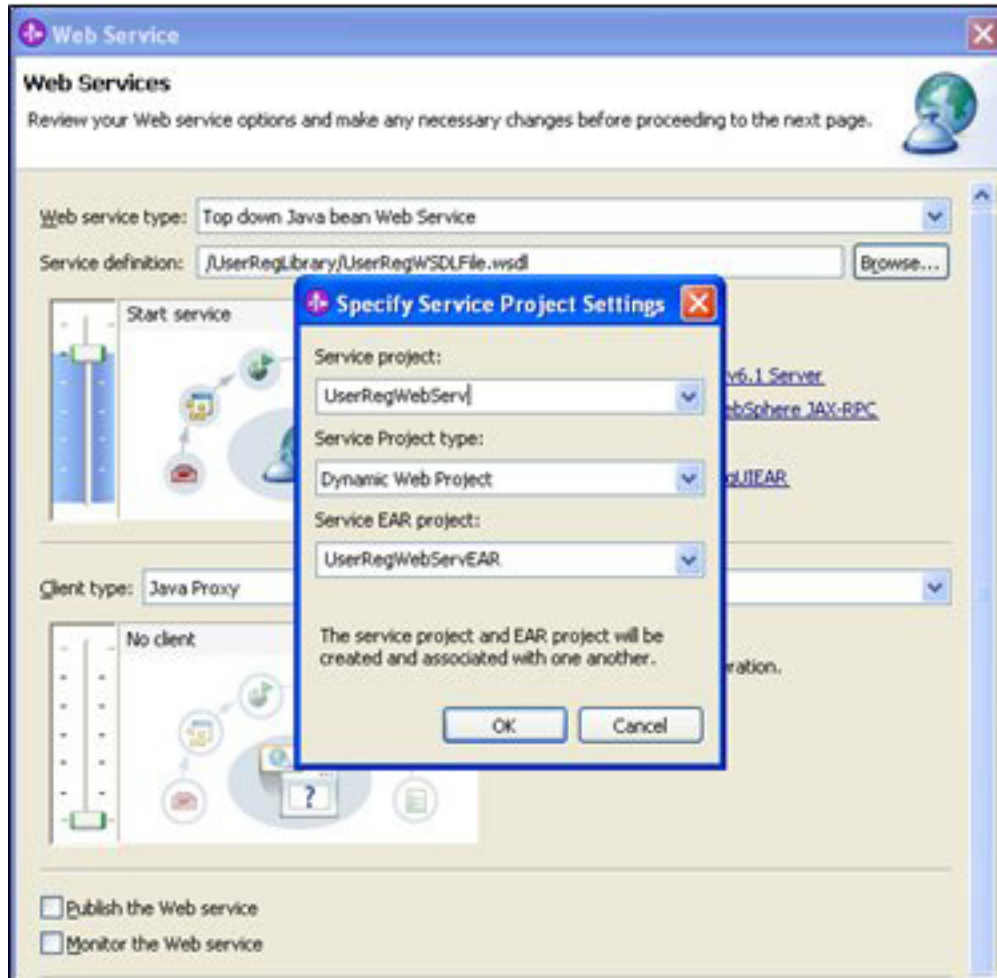 Web Service
Web Services
Review your Web service options and make any necessary changes before proceeding to the next page.
Web service type: Top down Java bean Web Service
Service definition: /UserRegLibrary/UserRegWSDLFile.wsdl Browse...
Start service
Specify Service Project Settings
Service project:
UserRegWebServ
v6.1 Server
ebSphere JAX-RPC
Service Project type:
Dynamic Web Project
gUIEAR
Service EAR project:
UserRegWebServEAR
Client type: Java Proxy
No client
The service project and EAR project will be
created and associated with one another.
ration.
OK Cancel
?
Publish the Web service
Monitor the Web service